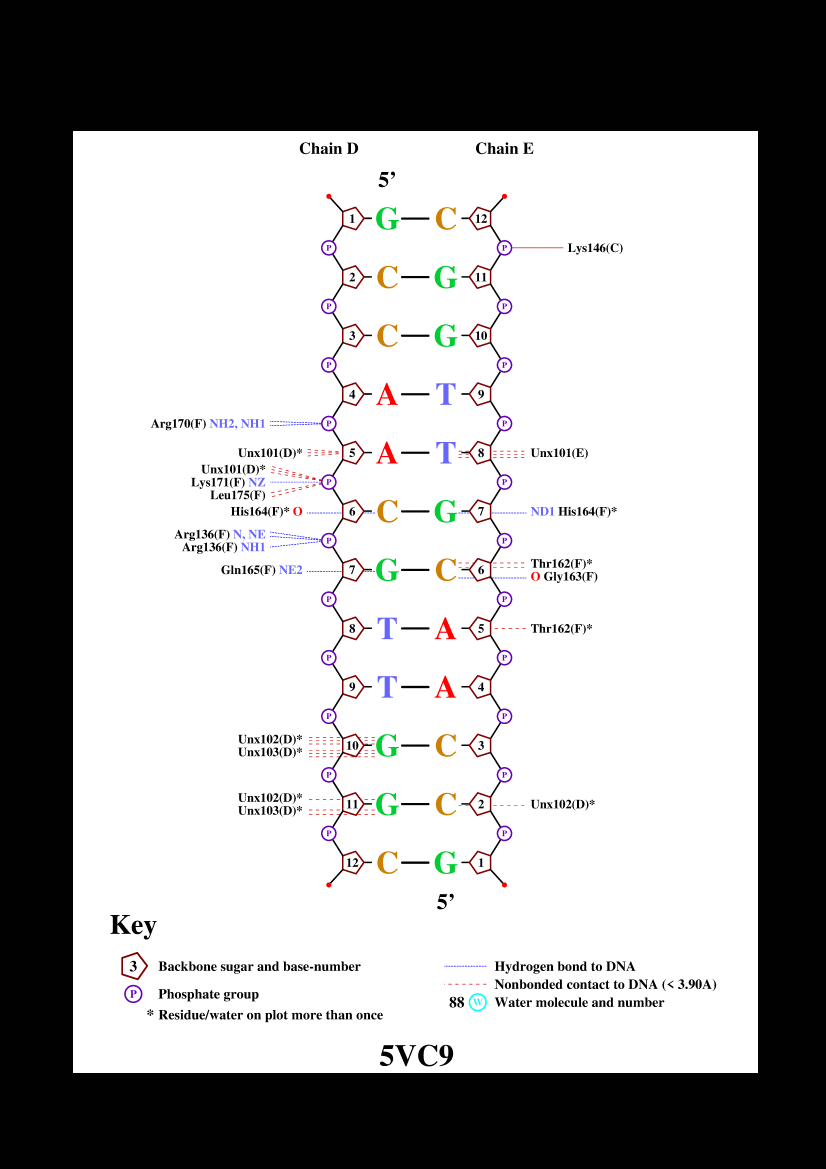 Chain D Chain E
5’
1 G C 12
P P Lys146(C)
2 C G 11
P P
3 C G 10
P P
4 A T 9
Arg170(F) NH2, NH1 P P
Unx101(D)* 5 A T 8 Unx101(E)
Unx101(D)*
Lys171(F) NZ P P
Leu175(F)
His164(F)* O 6 C G 7 ND1 His164(F)*
Arg136(F) N, NE P P
Arg136(F) NH1
Thr162(F)*
Gln165(F) NE2 7 G C 6
O Gly163(F)
P P
8 T A 5 Thr162(F)*
P P
9 T A 4
P P
Unx102(D)* 10 G C 3
Unx103(D)*
P P
Unx102(D)* 11 G C 2 Unx102(D)*
Unx103(D)*
P P
12 C G 1
5’
Key
3 Backbone sugar and base-number
P Phosphate group
* Residue/water on plot more than once
Hydrogen bond to DNA
Nonbonded contact to DNA (< 3.90A)
88 W Water molecule and number
5VC9